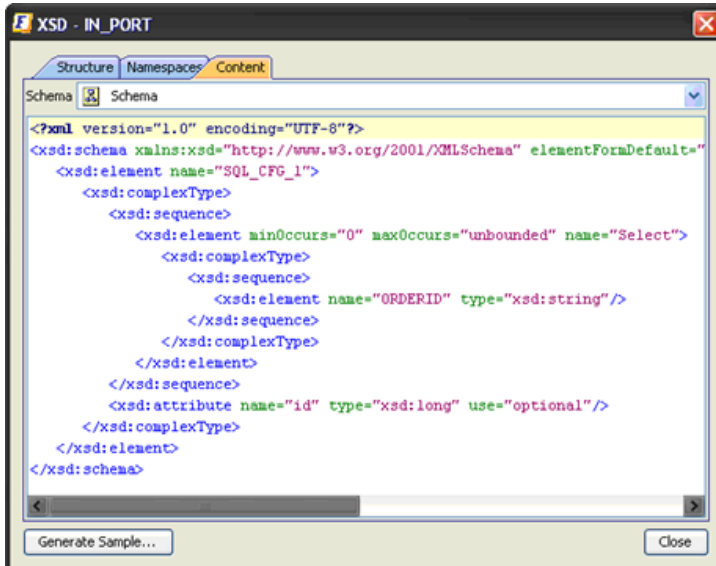 XSD - IN_PORT
Structure Namespaces Content
Schema Schema
<?xml version="1.0" encoding="UTF-8"?>
<xsd:schema xmlns:xsd="http://www.w3.org/2001/XMLSchema" elementFormDefault="
<xsd:element name="SQL_CFG_1">
<xsd:complexType>
<xsd:sequence>
<xsd:element minOccurs="0" maxOccurs="unbounded" name="Select">
<xsd:complexType>
<xsd:sequence>
<xsd:element name="ORDERID" type="xsd:string"/>
</xsd:sequence>
</xsd:complexType>
</xsd:element>
</xsd:sequence>
<xsd:attribute name="id" type="xsd:long" use="optional"/>
</xsd:complexType>
</xsd:element>
</xsd:schema>
Generate Sample... Close